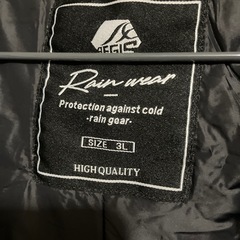 AEGIS
Rain wear
Protection against cold
-rain gear-
SIZE 3L
HIGH QUALITY